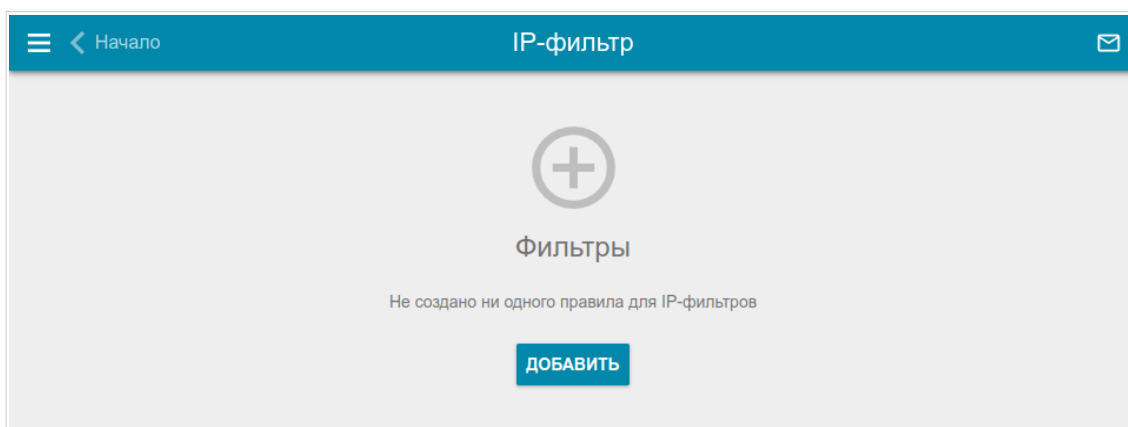 Начало
IP-фильтр
Фильтры
Не создано ни одного правила для IP-фильтров
ДОБАВИТЬ